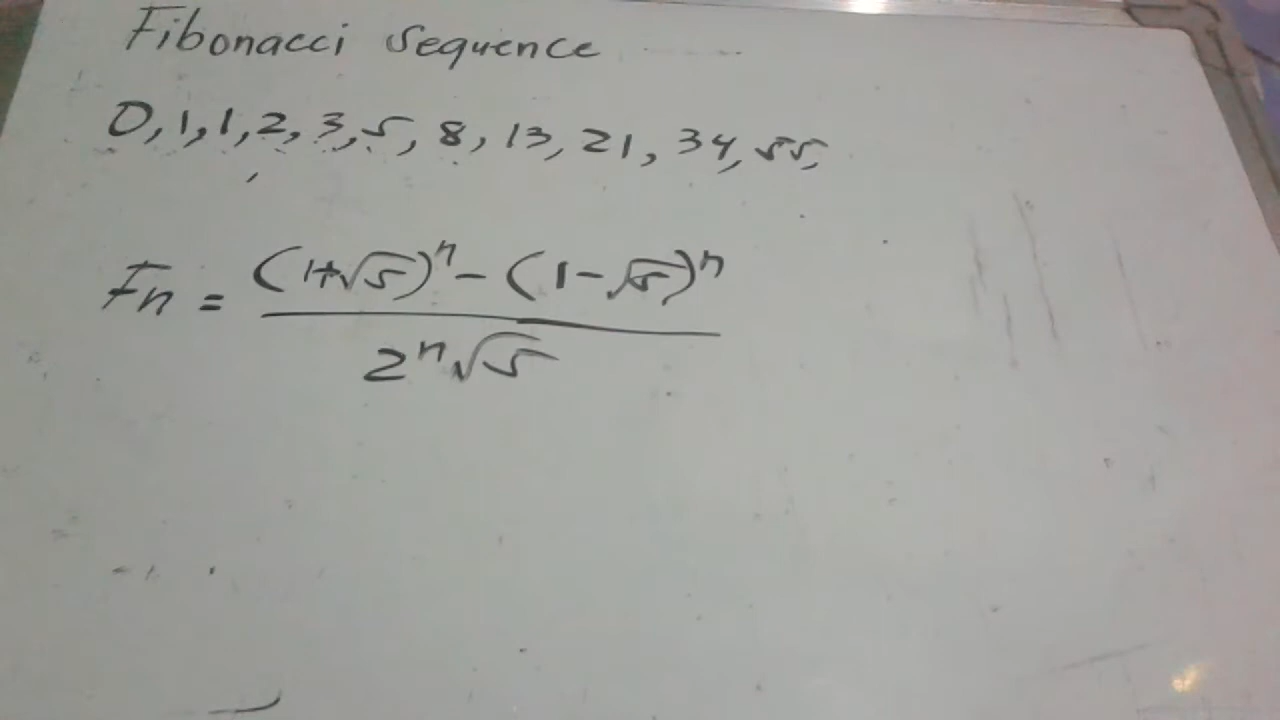 Fibonacci Sequence
0, 1, 1, 2, 3, 5, 8, 13, 21, 34, 55,
Fn = ((1+√5)^n - (1-√5)^n) / (2^n√5)